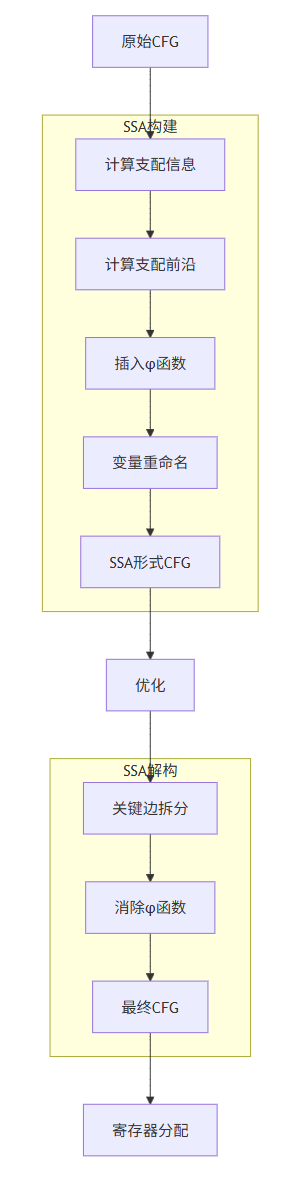 原始CFG
SSA构建
计算支配信息
计算支配前沿
插入φ函数
变量重命名
SSA形式CFG
优化
SSA解构
关键边拆分
消除φ函数
最终CFG
寄存器分配